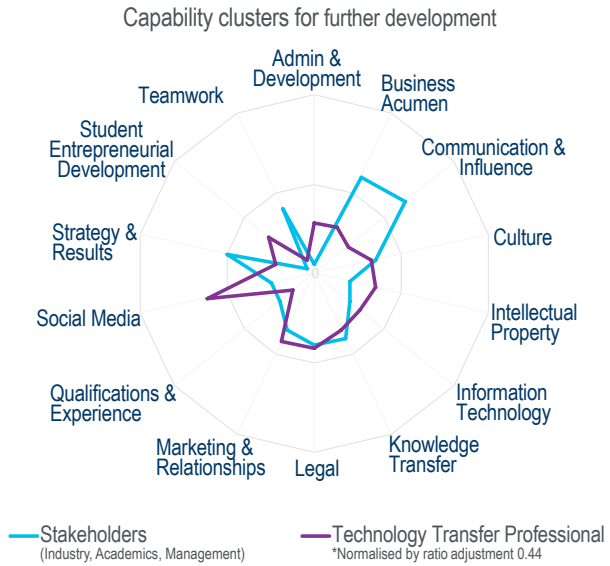 Capability clusters for further development
Admin &
Development
Business
Acumen
Communication &
Influence
Culture
Intellectual
Property
Information
Technology
Knowledge
Transfer
Legal
Marketing &
Relationships
Qualifications &
Experience
Social Media
Strategy &
Results
Student
Entrepreneurial
Development
Teamwork
0
Stakeholders
(Industry, Academics, Management)
Technology Transfer Professional
*Normalised by ratio adjustment 0.44